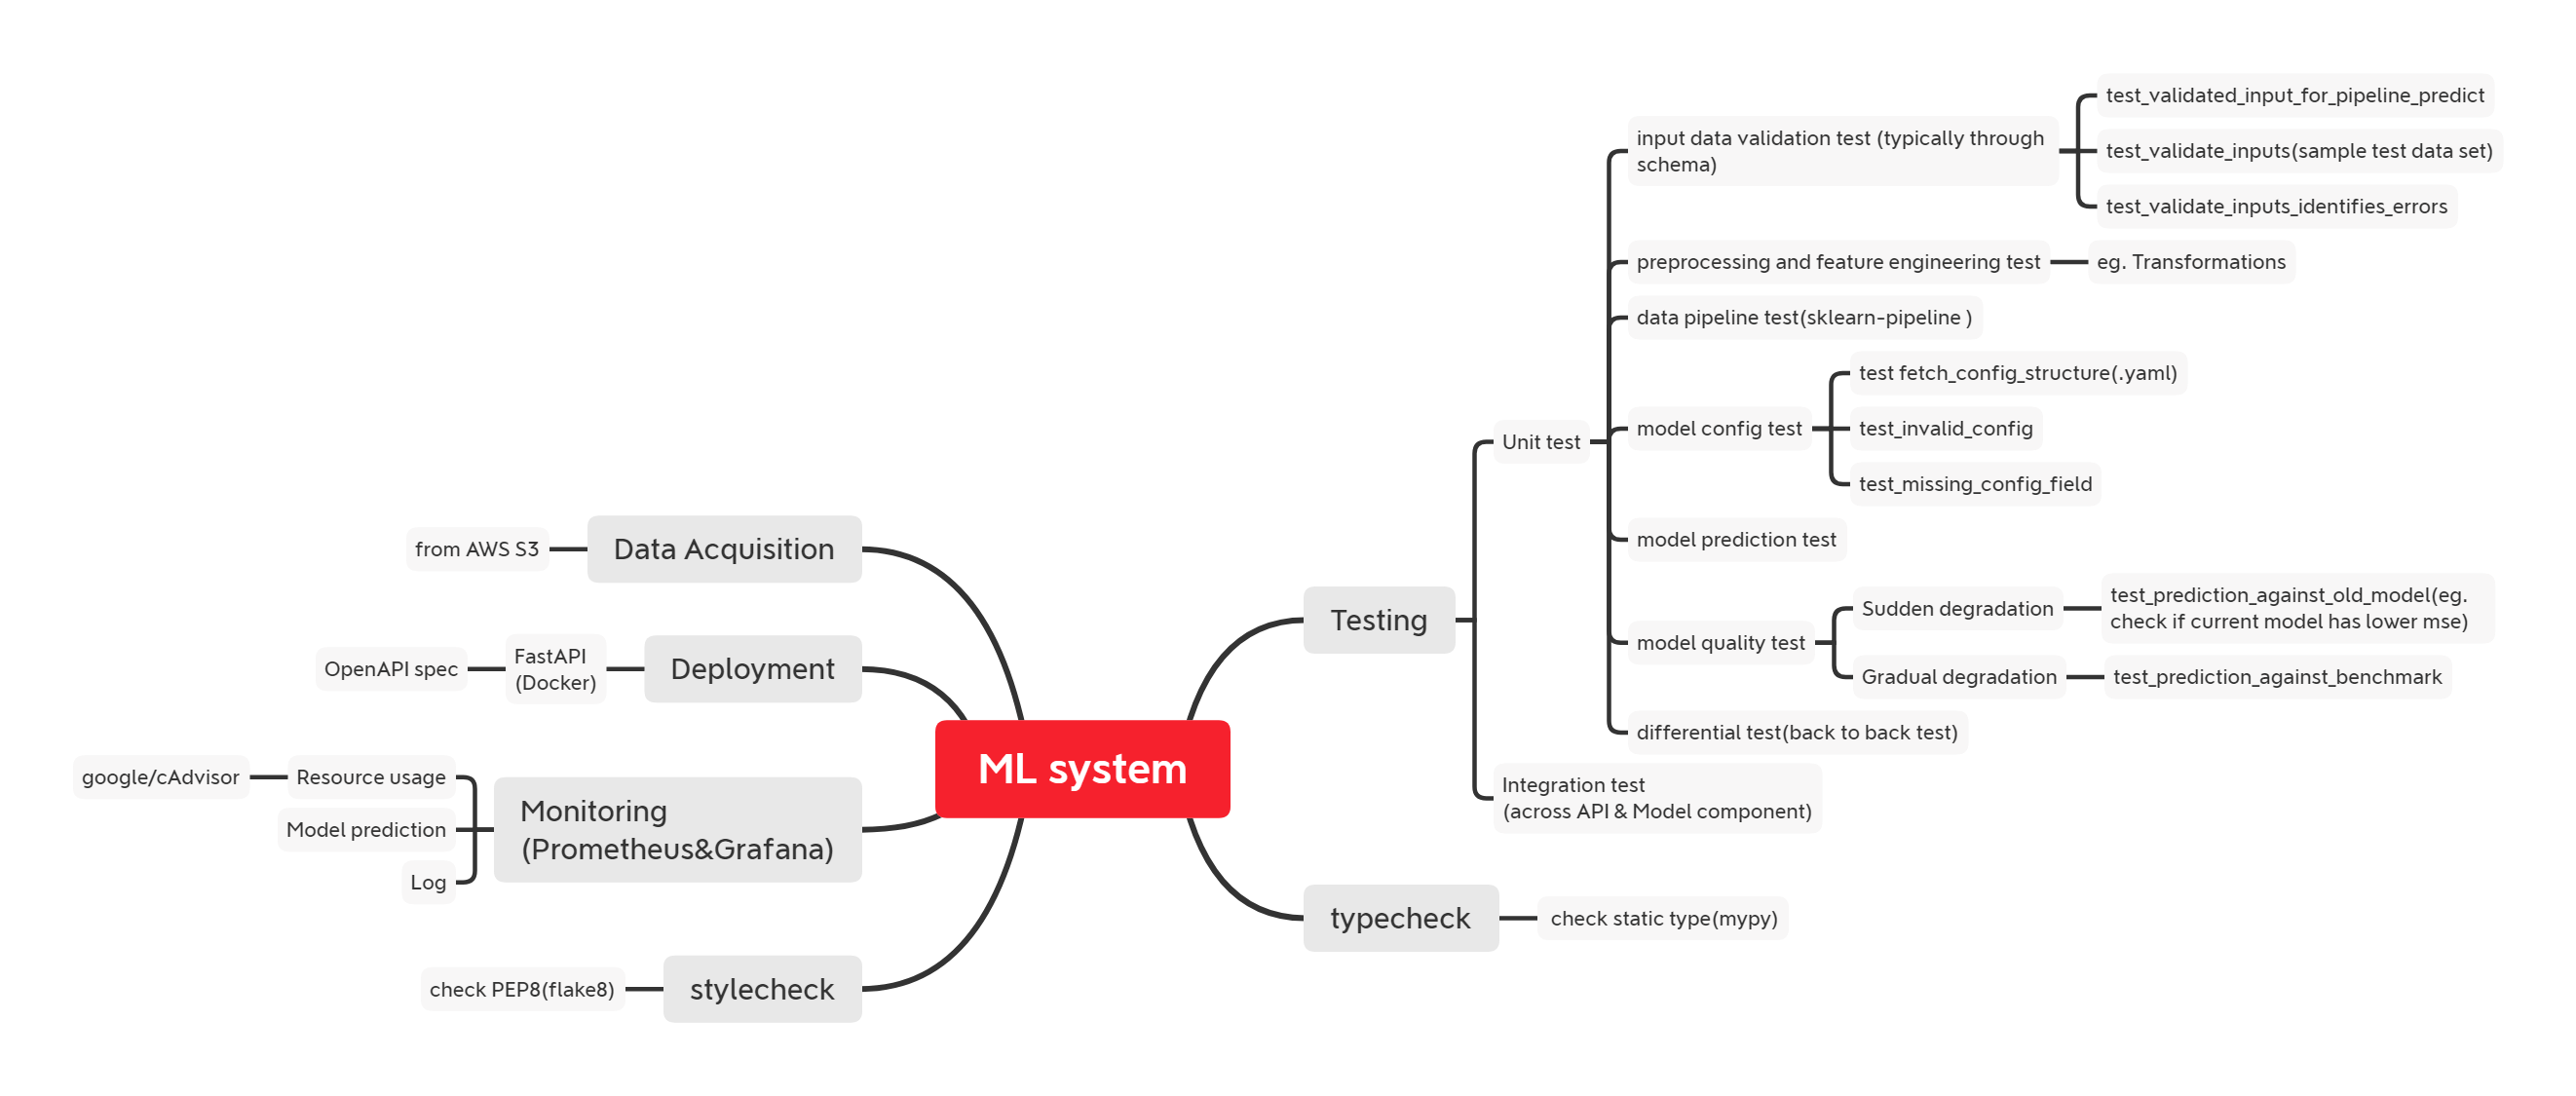 ML system
Testing
Unit test
input data validation test (typically through
schema)
test_validated_input_for_pipeline_predict
test_validate_inputs(sample test data set)
test_validate_inputs_identifies_errors
preprocessing and feature engineering test
eg. Transformations
data pipeline test(sklearn-pipeline )
model config test
test fetch_config_structure(.yaml)
test_invalid_config
test_missing_config_field
model prediction test
model quality test
Sudden degradation
test_prediction_against_old_model(eg.
check if current model has lower mse)
Gradual degradation
test_prediction_against_benchmark
differential test(back to back test)
Integration test
(across API & Model component)
typecheck
check static type(mypy)
Data Acquisition
from AWS S3
Deployment
FastAPI
(Docker)
OpenAPI spec
Monitoring
(Prometheus&Grafana)
Resource usage
google/cAdvisor
Model prediction
Log
stylecheck
check PEP8(flake8)